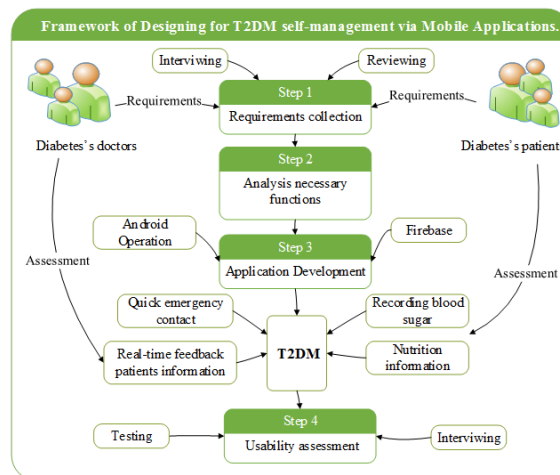 Framework of Designing for T2DM self-management via Mobile Applications.
Interviwing
Reviewing
Step 1
Requirements
Requirements
Requirements collection
Diabetes's doctors
Diabetes's patient
Step 2
Analysis necessary
functions
Android
Operation
Firebase
Step 3
Application Development
Assessment
Assessment
Quick emergency
contact
Recording blood
sugar
T2DM
Real-time feedback
patients information
Nutrition
information
Step 4
Testing
Usability assessment
Interviwing